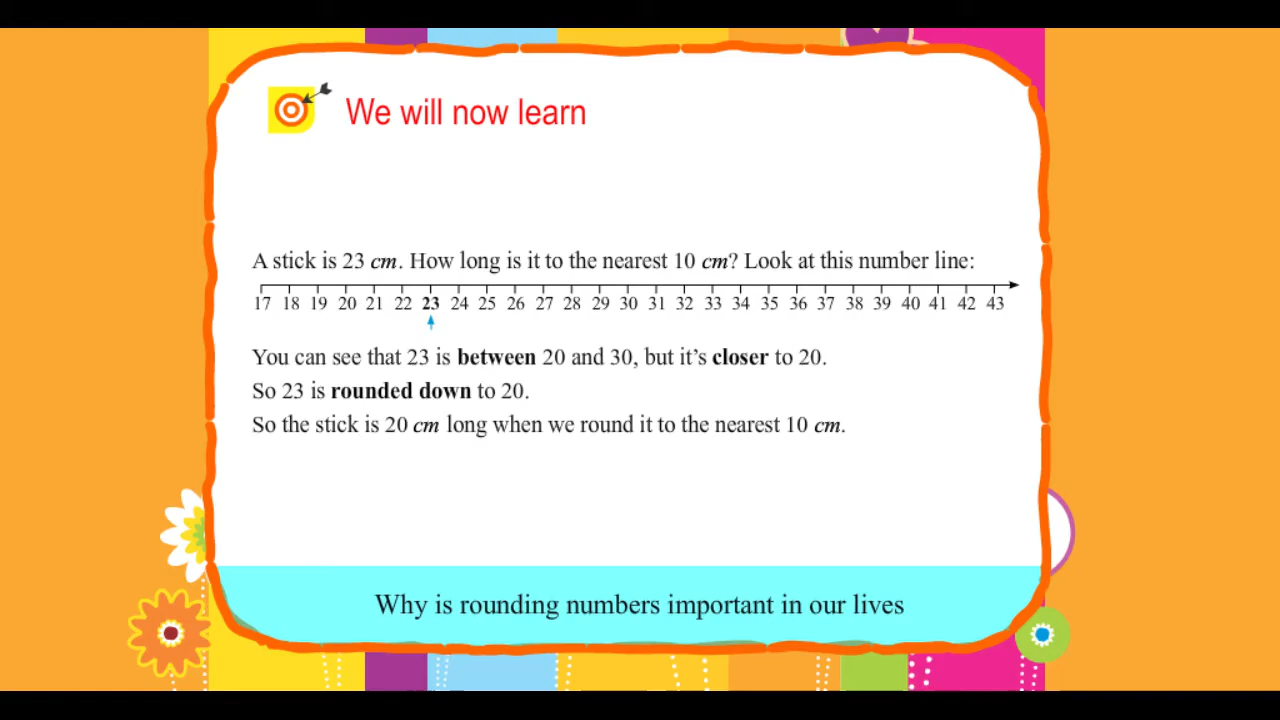 We will now learn
A stick is 23 cm. How long is it to the nearest 10 cm? Look at this number line:
17 18 19 20 21 22 23 24 25 26 27 28 29 30 31 32 33 34 35 36 37 38 39 40 41 42 43
You can see that 23 is between 20 and 30, but it’s closer to 20.
So 23 is rounded down to 20.
So the stick is 20 cm long when we round it to the nearest 10 cm.
Why is rounding numbers important in our lives